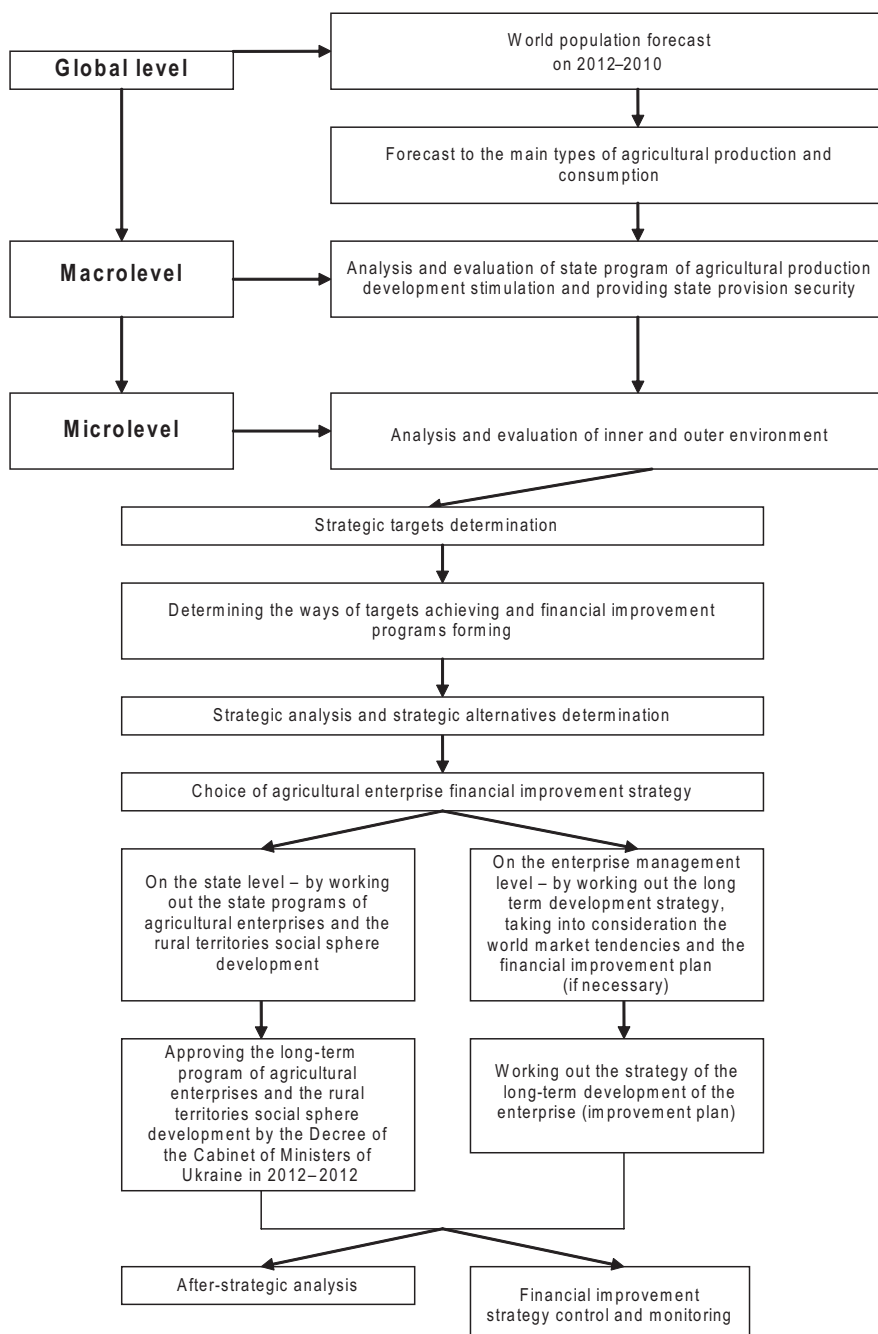 Global level
World population forecast
on 2012–2010
Forecast to the main types of agricultural production and
consumption
Macrolevel
Analysis and evaluation of state program of agricultural production
development stimulation and providing state provision security
Microlevel
Analysis and evaluation of inner and outer environment
Strategic targets determination
Determining the ways of targets achieving and financial improvement
programs forming
Strategic analysis and strategic alternatives determination
Choice of agricultural enterprise financial improvement strategy
On the state level – by working
out the state programs of
agricultural enterprises and the
rural territories social sphere
development
On the enterprise management
level – by working out the long
term development strategy,
taking into consideration the
world market tendencies and the
financial improvement plan
(if necessary)
Approving the long-term
program of agricultural
enterprises and the rural
territories social sphere
development by the Decree of
the Cabinet of Ministers of
Ukraine in 2012–2012
Working out the strategy of the
long-term development of the
enterprise (improvement plan)
After-strategic analysis
Financial improvement
strategy control and monitoring